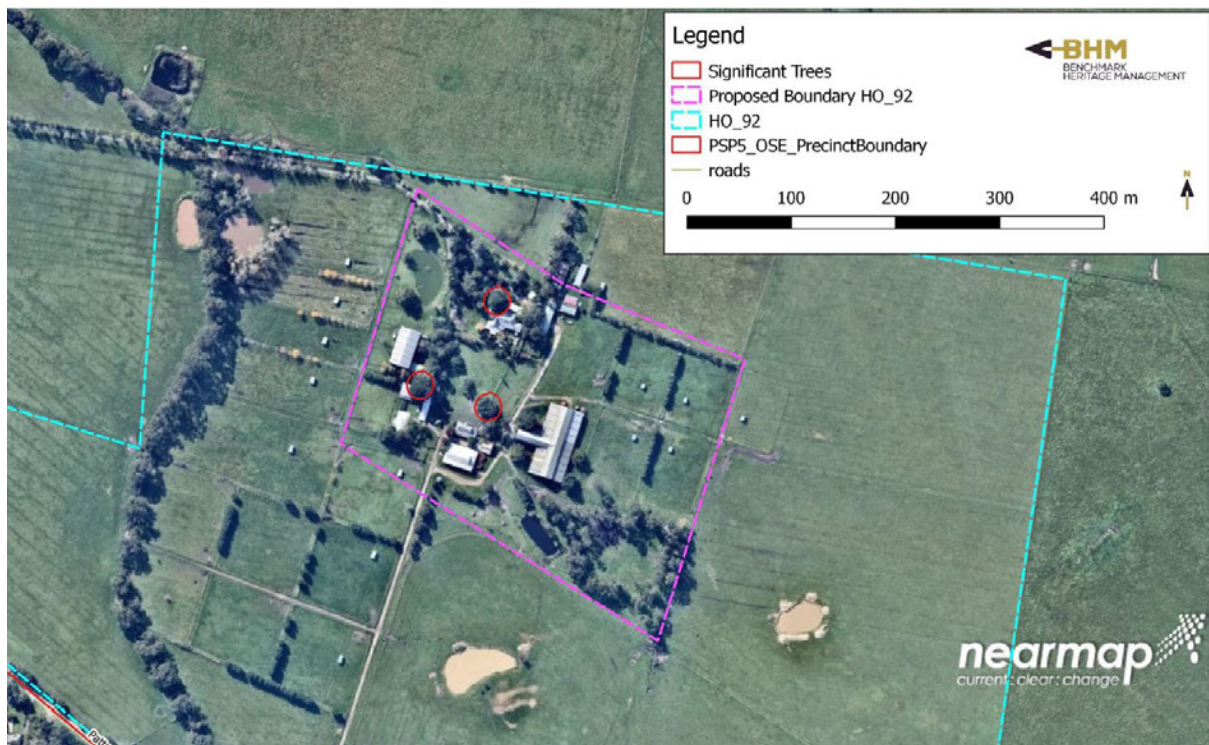 Legend
BHM
BENCHMARK
HERITAGE MANAGEMENT
Significant Trees
Proposed Boundary HO_92
HO_92
PSP5_OSE_PrecinctBoundary
roads
N
0 100 200 300 400 m
nearmap
current:clear:change